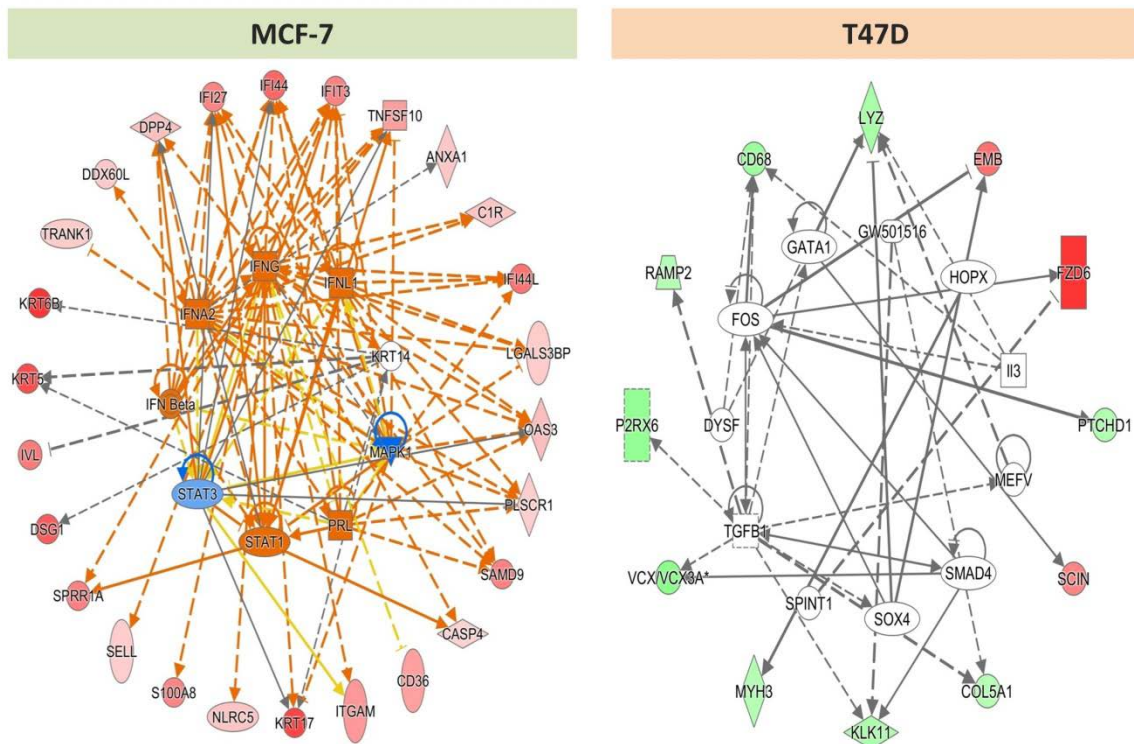 MCF-7
T47D
IFI27
IFI44
IFIT3
TNFSF10
DPP4
ANXA1
DDX60L
C1R
TRANK1
IFNG
IFNL1
IFI44L
KRT6B
IFNA2
KRT14
LGALS3BP
KRT5
IFN Beta
OAS3
MAPK1
IVL
STAT3
PLSCR1
DSG1
PRL
STAT1
SAMD9
SPRR1A
CASP4
SELL
CD36
S100A8
NLRC5
KRT17
ITGAM
LYZ
CD68
EMB
GW501516
GATA1
RAMP2
HOPX
FZD6
FOS
Il3
P2RX6
DYSF
PTCHD1
MEFV
TGFB1
VCX/VCX3A*
SMAD4
SCIN
SPINT1
SOX4
MYH3
COL5A1
KLK11